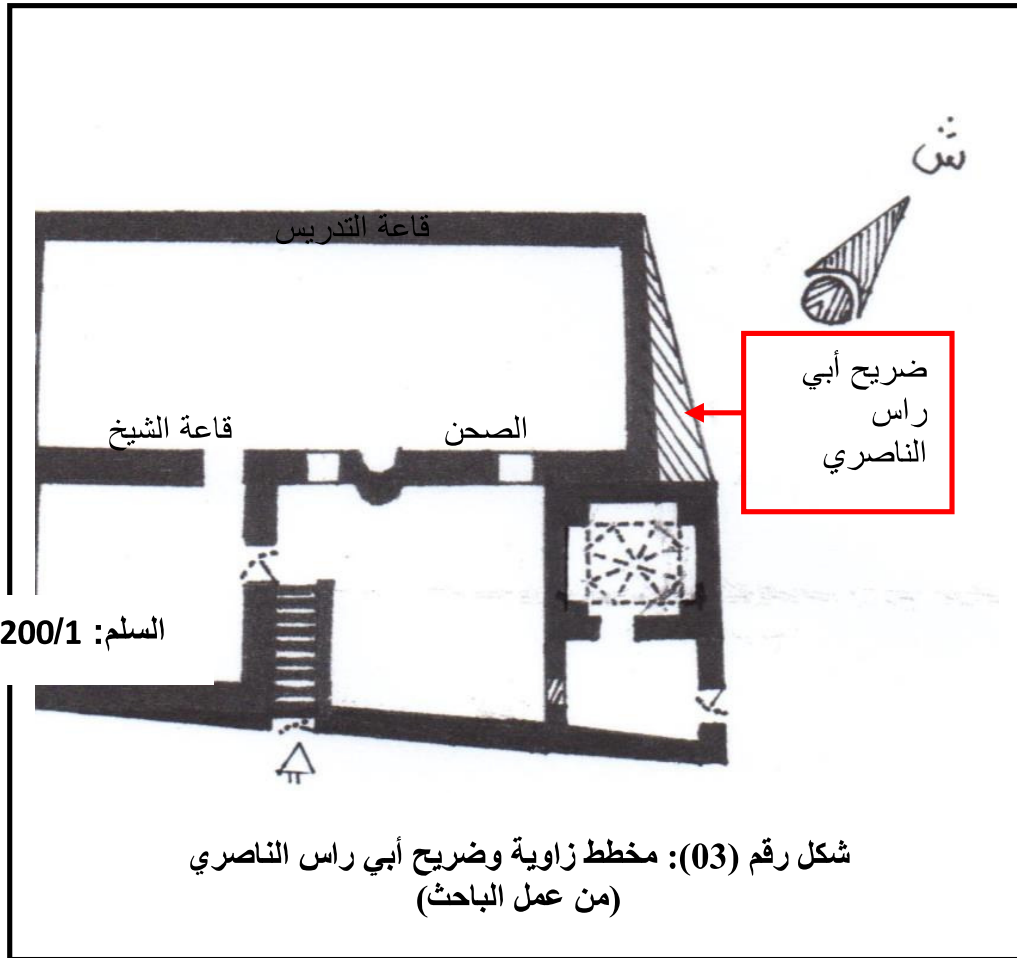 ش
قاعة التدريس
ضريح أبي
راس
الناصري
الصحن
قاعة الشيخ
السلم: 200/1
شكل رقم (03): مخطط زاوية وضريح أبي راس الناصري
(من عمل الباحث)